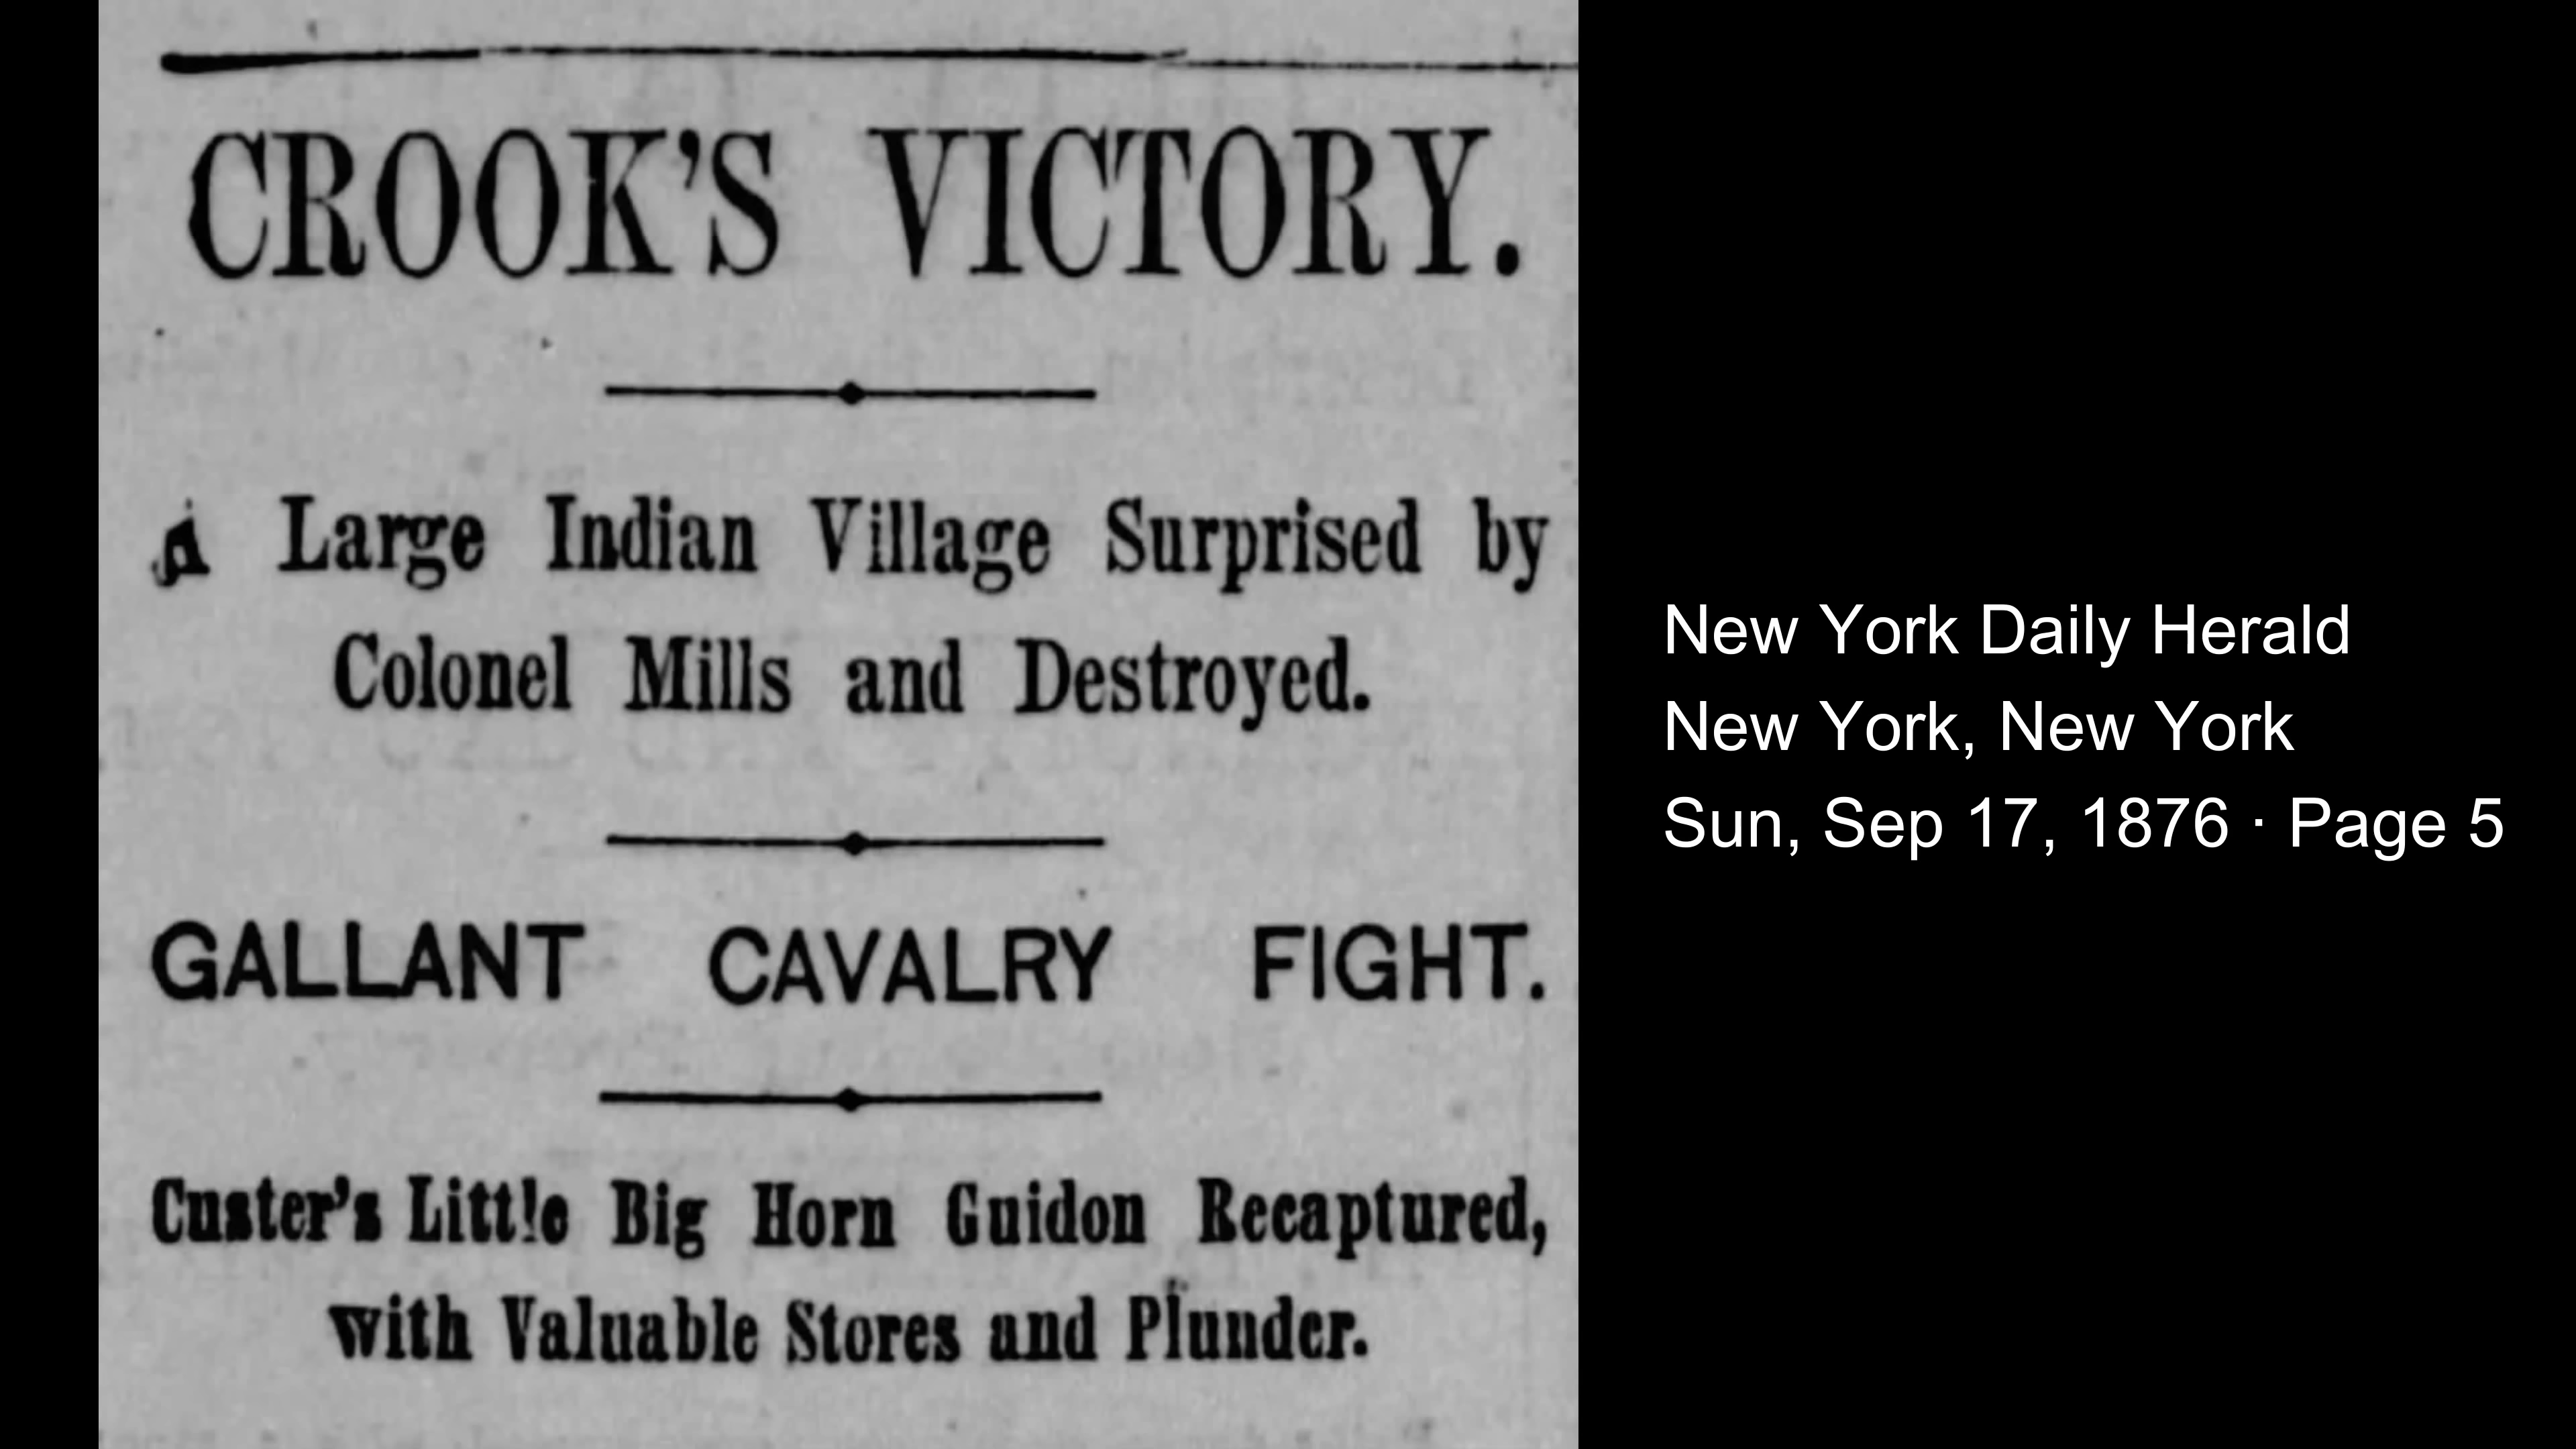 CROOK'S VICTORY.
A Large Indian Village Surprised by
Colonel Mills and Destroyed.
GALLANT CAVALRY FIGHT.
Custer's Little Big Horn Guidon Recaptured,
with Valuable Stores and Plunder.
New York Daily Herald
New York, New York
Sun, Sep 17, 1876 · Page 5